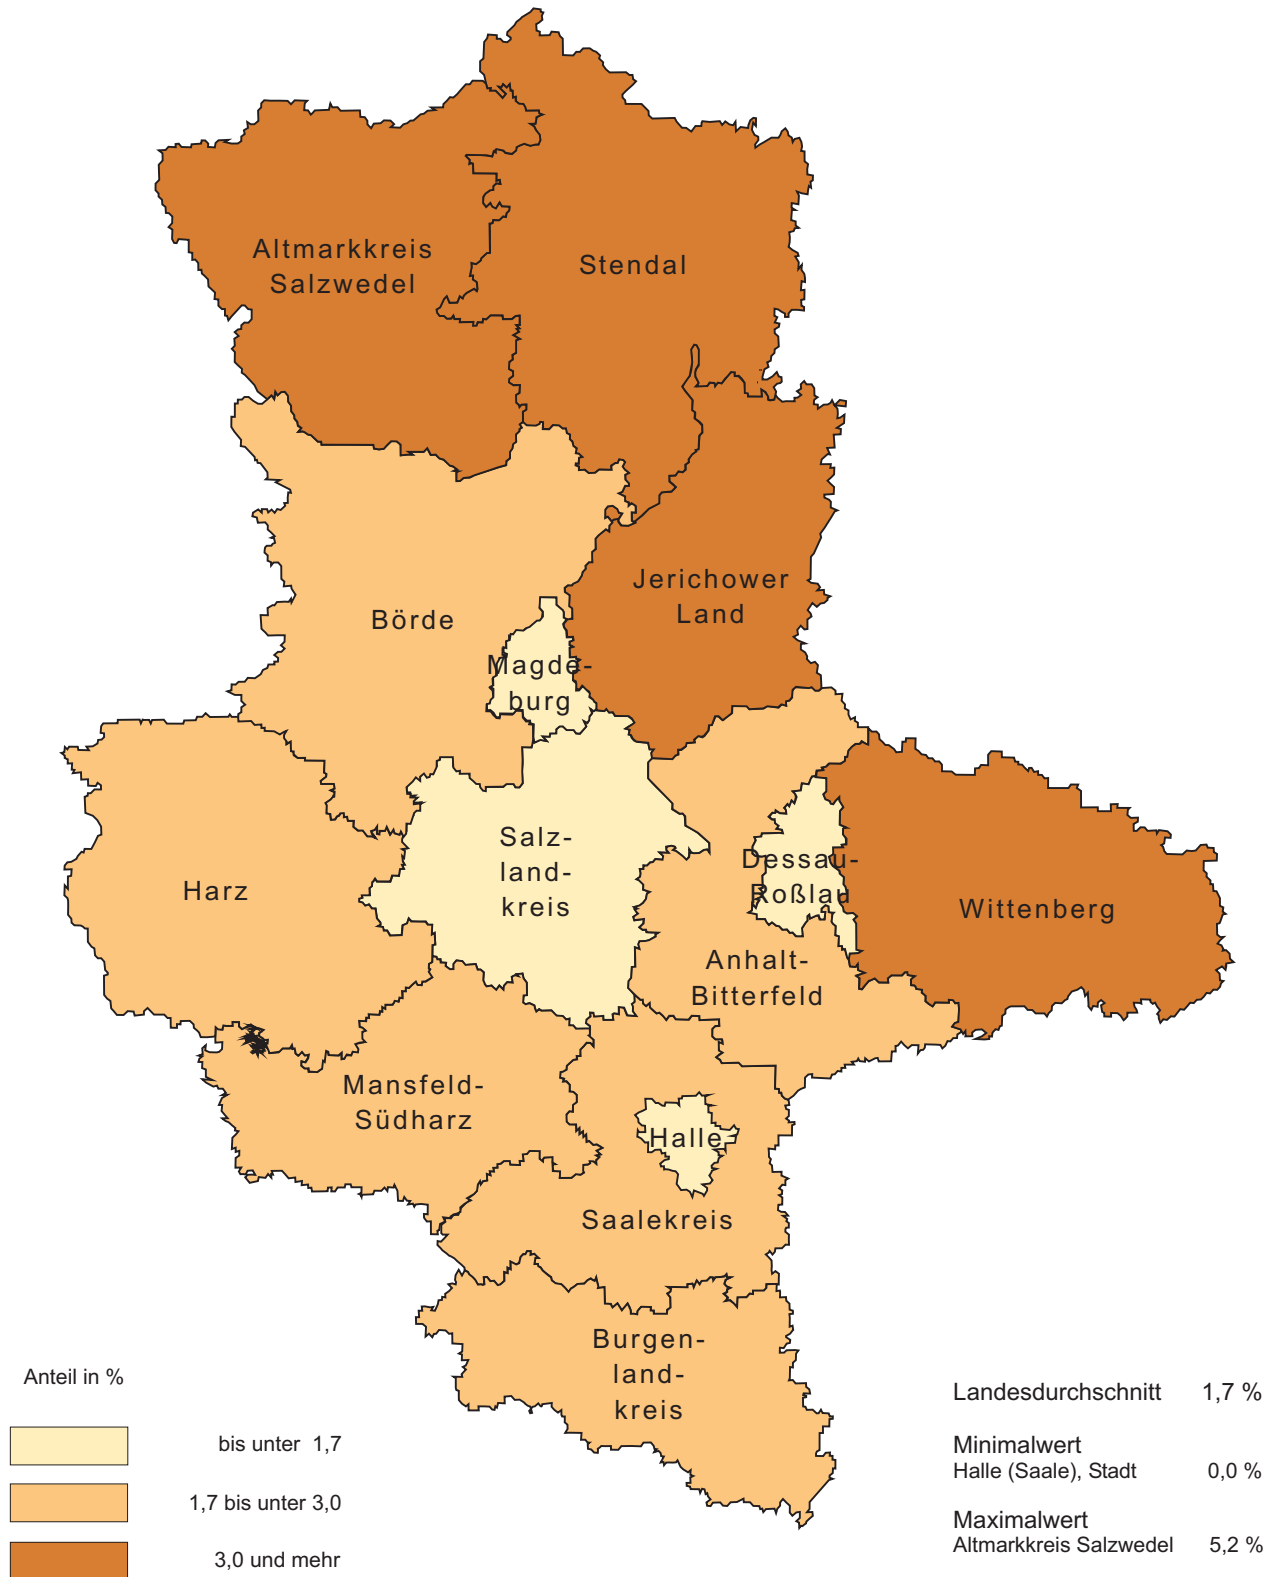 Altmarkkreis
Salzwedel
Stendal
Jerichower
Land
Börde
Magde-
burg
Salz-
land-
kreis
Harz
Dessau-
Roßlau
Wittenberg
Anhalt-
Bitterfeld
Mansfeld-
Südharz
Halle
Saalekreis
Burgen-
land-
kreis
Anteil in %
bis unter 1,7
1,7 bis unter 3,0
3,0 und mehr
Landesdurchschnitt 1,7 %
Minimalwert
Halle (Saale), Stadt 0,0 %
Maximalwert
Altmarkkreis Salzwedel 5,2 %